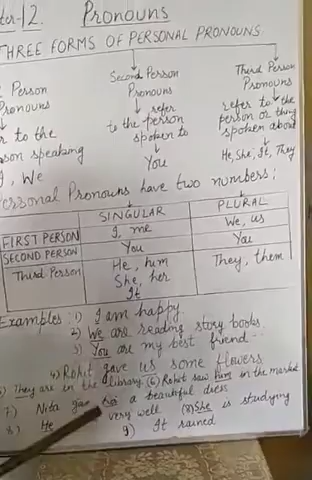 ter-12. Pronouns
THREE FORMS OF PERSONAL PRONOUNS
Person
Pronouns
r to the
son speaking
I, We
Second Person
Pronouns
refer
to the person
spoken to
You
Third Person
Pronouns
refer to the
person or thing
spoken about
He, She, It, They
ersonal Pronouns have two numbers:
SINGULAR PLURAL
FIRST PERSON I, me We, us
SECOND PERSON You You
THIRD PERSON He, him They, them
She, her
It
Examples: 1) I am happy.
2) We are reading story books.
3) You are my best friend
4) Rohit gave us some flowers
They are in the library. (6) Rohit saw him in the market
7) Nita a beautiful dress
8) He very well (8) She is studying
9) It rained